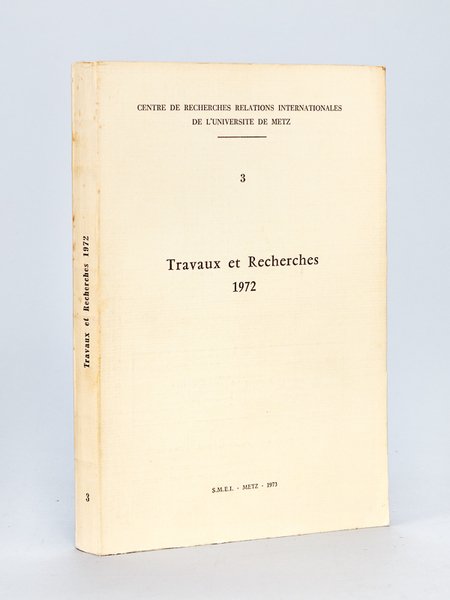 CENTRE DE RECHERCHES RELATIONS INTERNATIONALES
DE L'UNIVERSITE DE METZ
3
Travaux et Recherches
1972
S.M.E.I. - METZ - 1973
Travaux et Recherches 1972
3